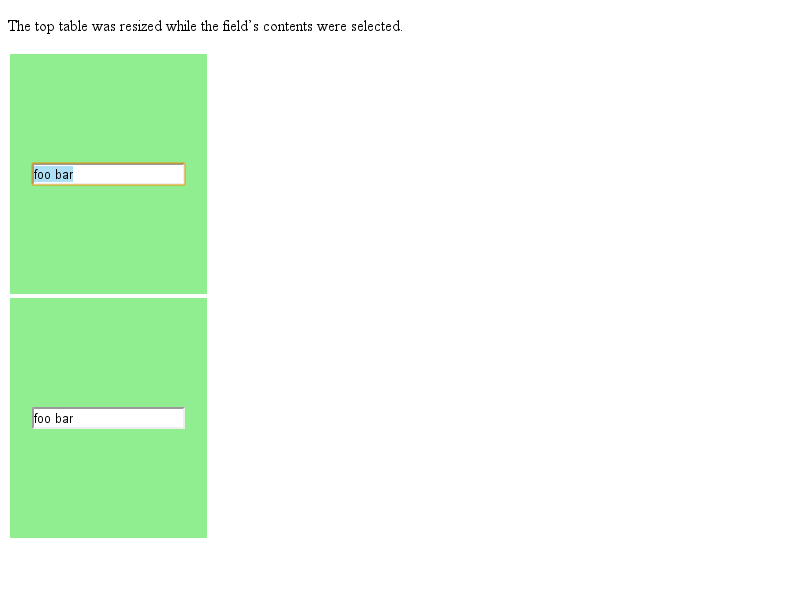 The top table was resized while the field's contents were selected.
foo bar
foo bar